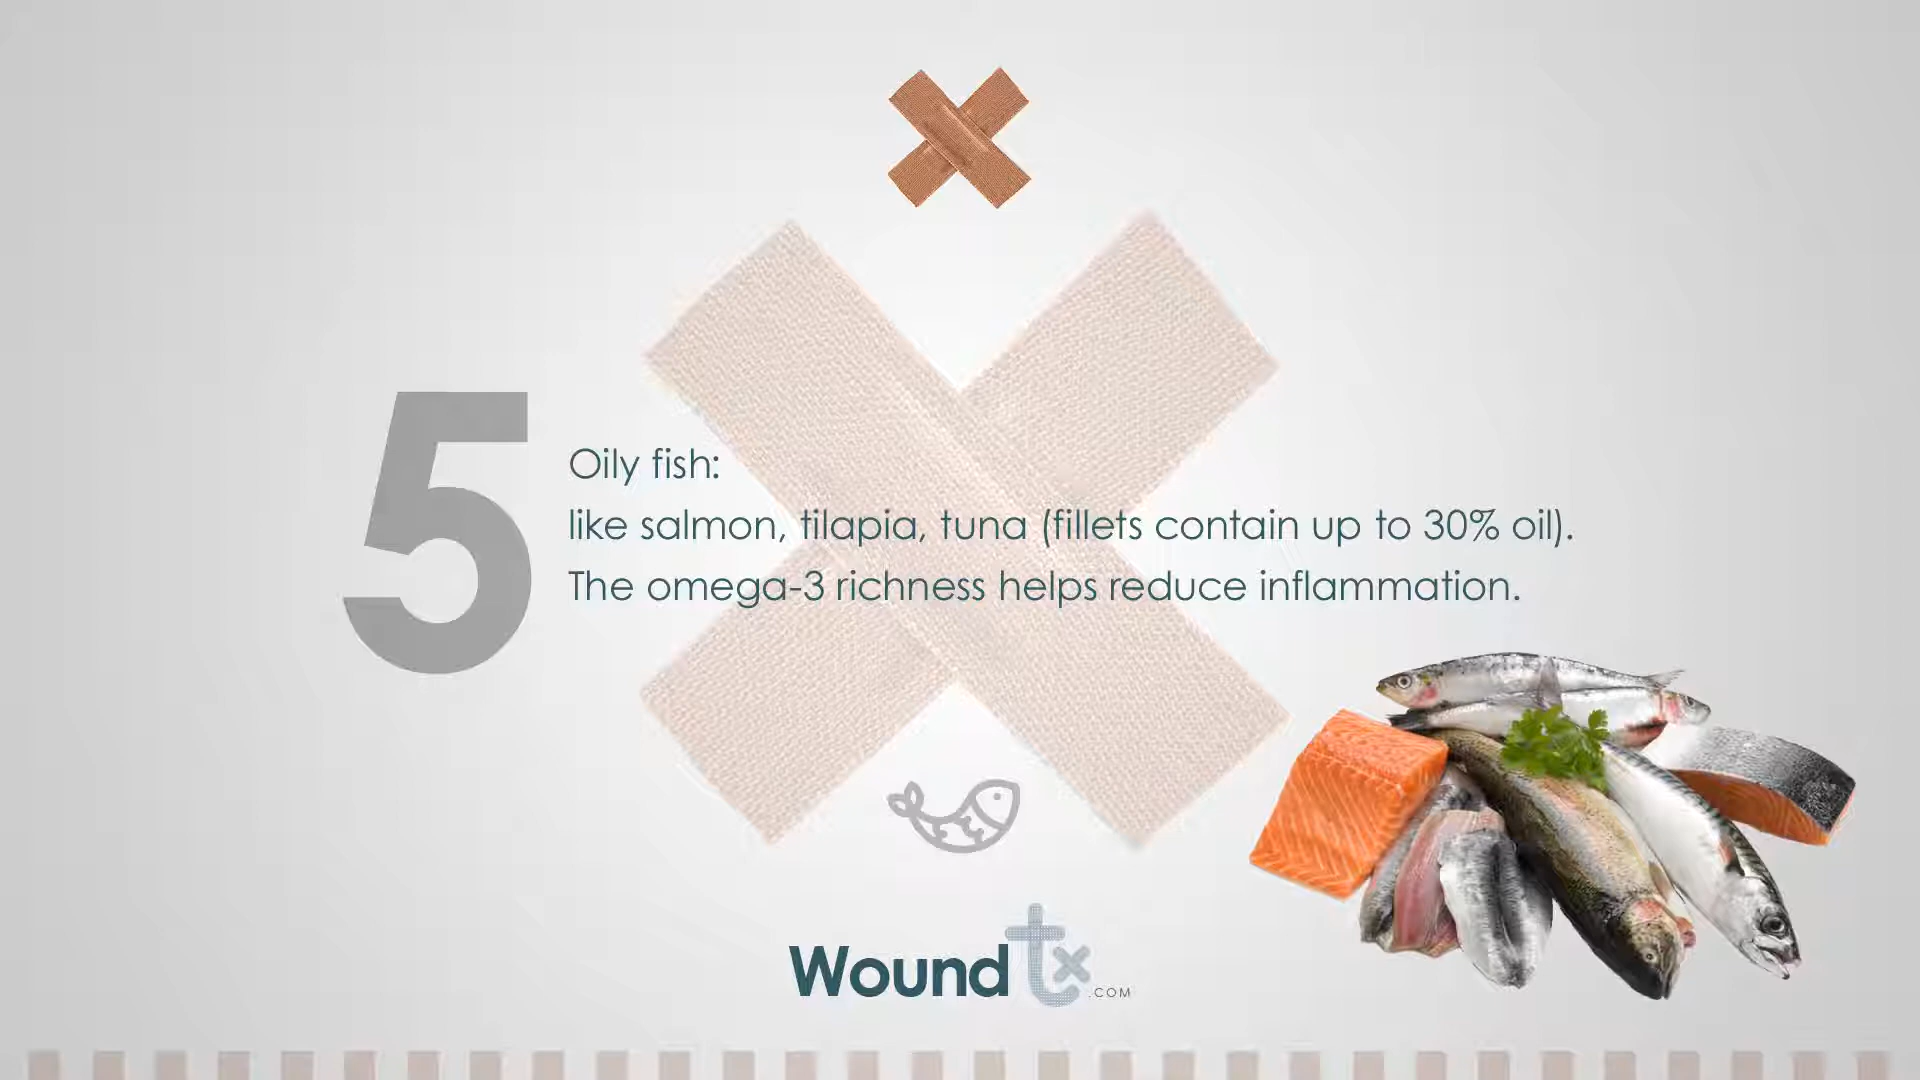 5
Oily fish:
like salmon, tilapia, tuna (fillets contain up to 30% oil).
The omega-3 richness helps reduce inflammation.
Wound tx .COM